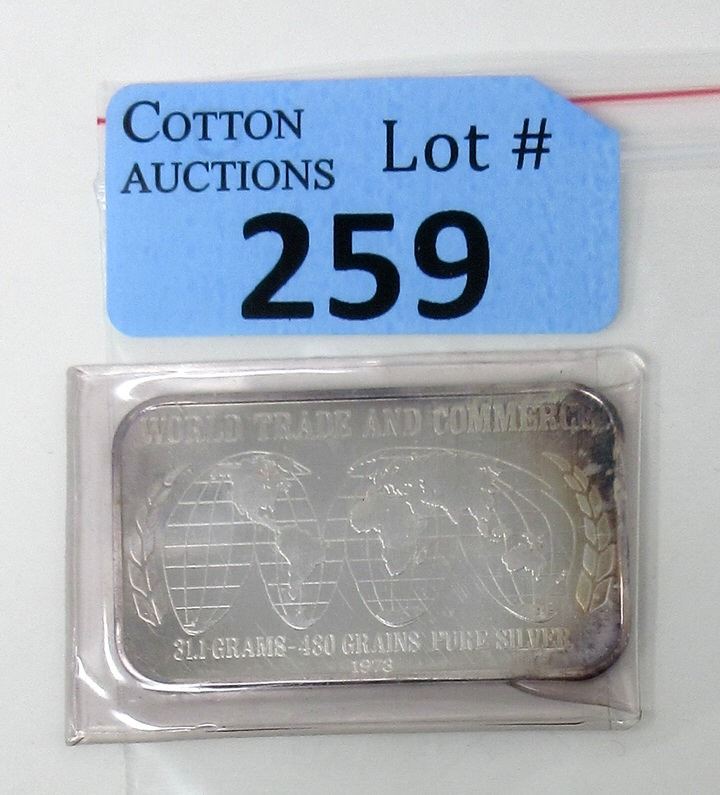 COTTON
AUCTIONS
Lot #
259
WORLD TRADE AND COMMERCE
31.1 GRAMS-480 GRAINS PURE SILVER
1973